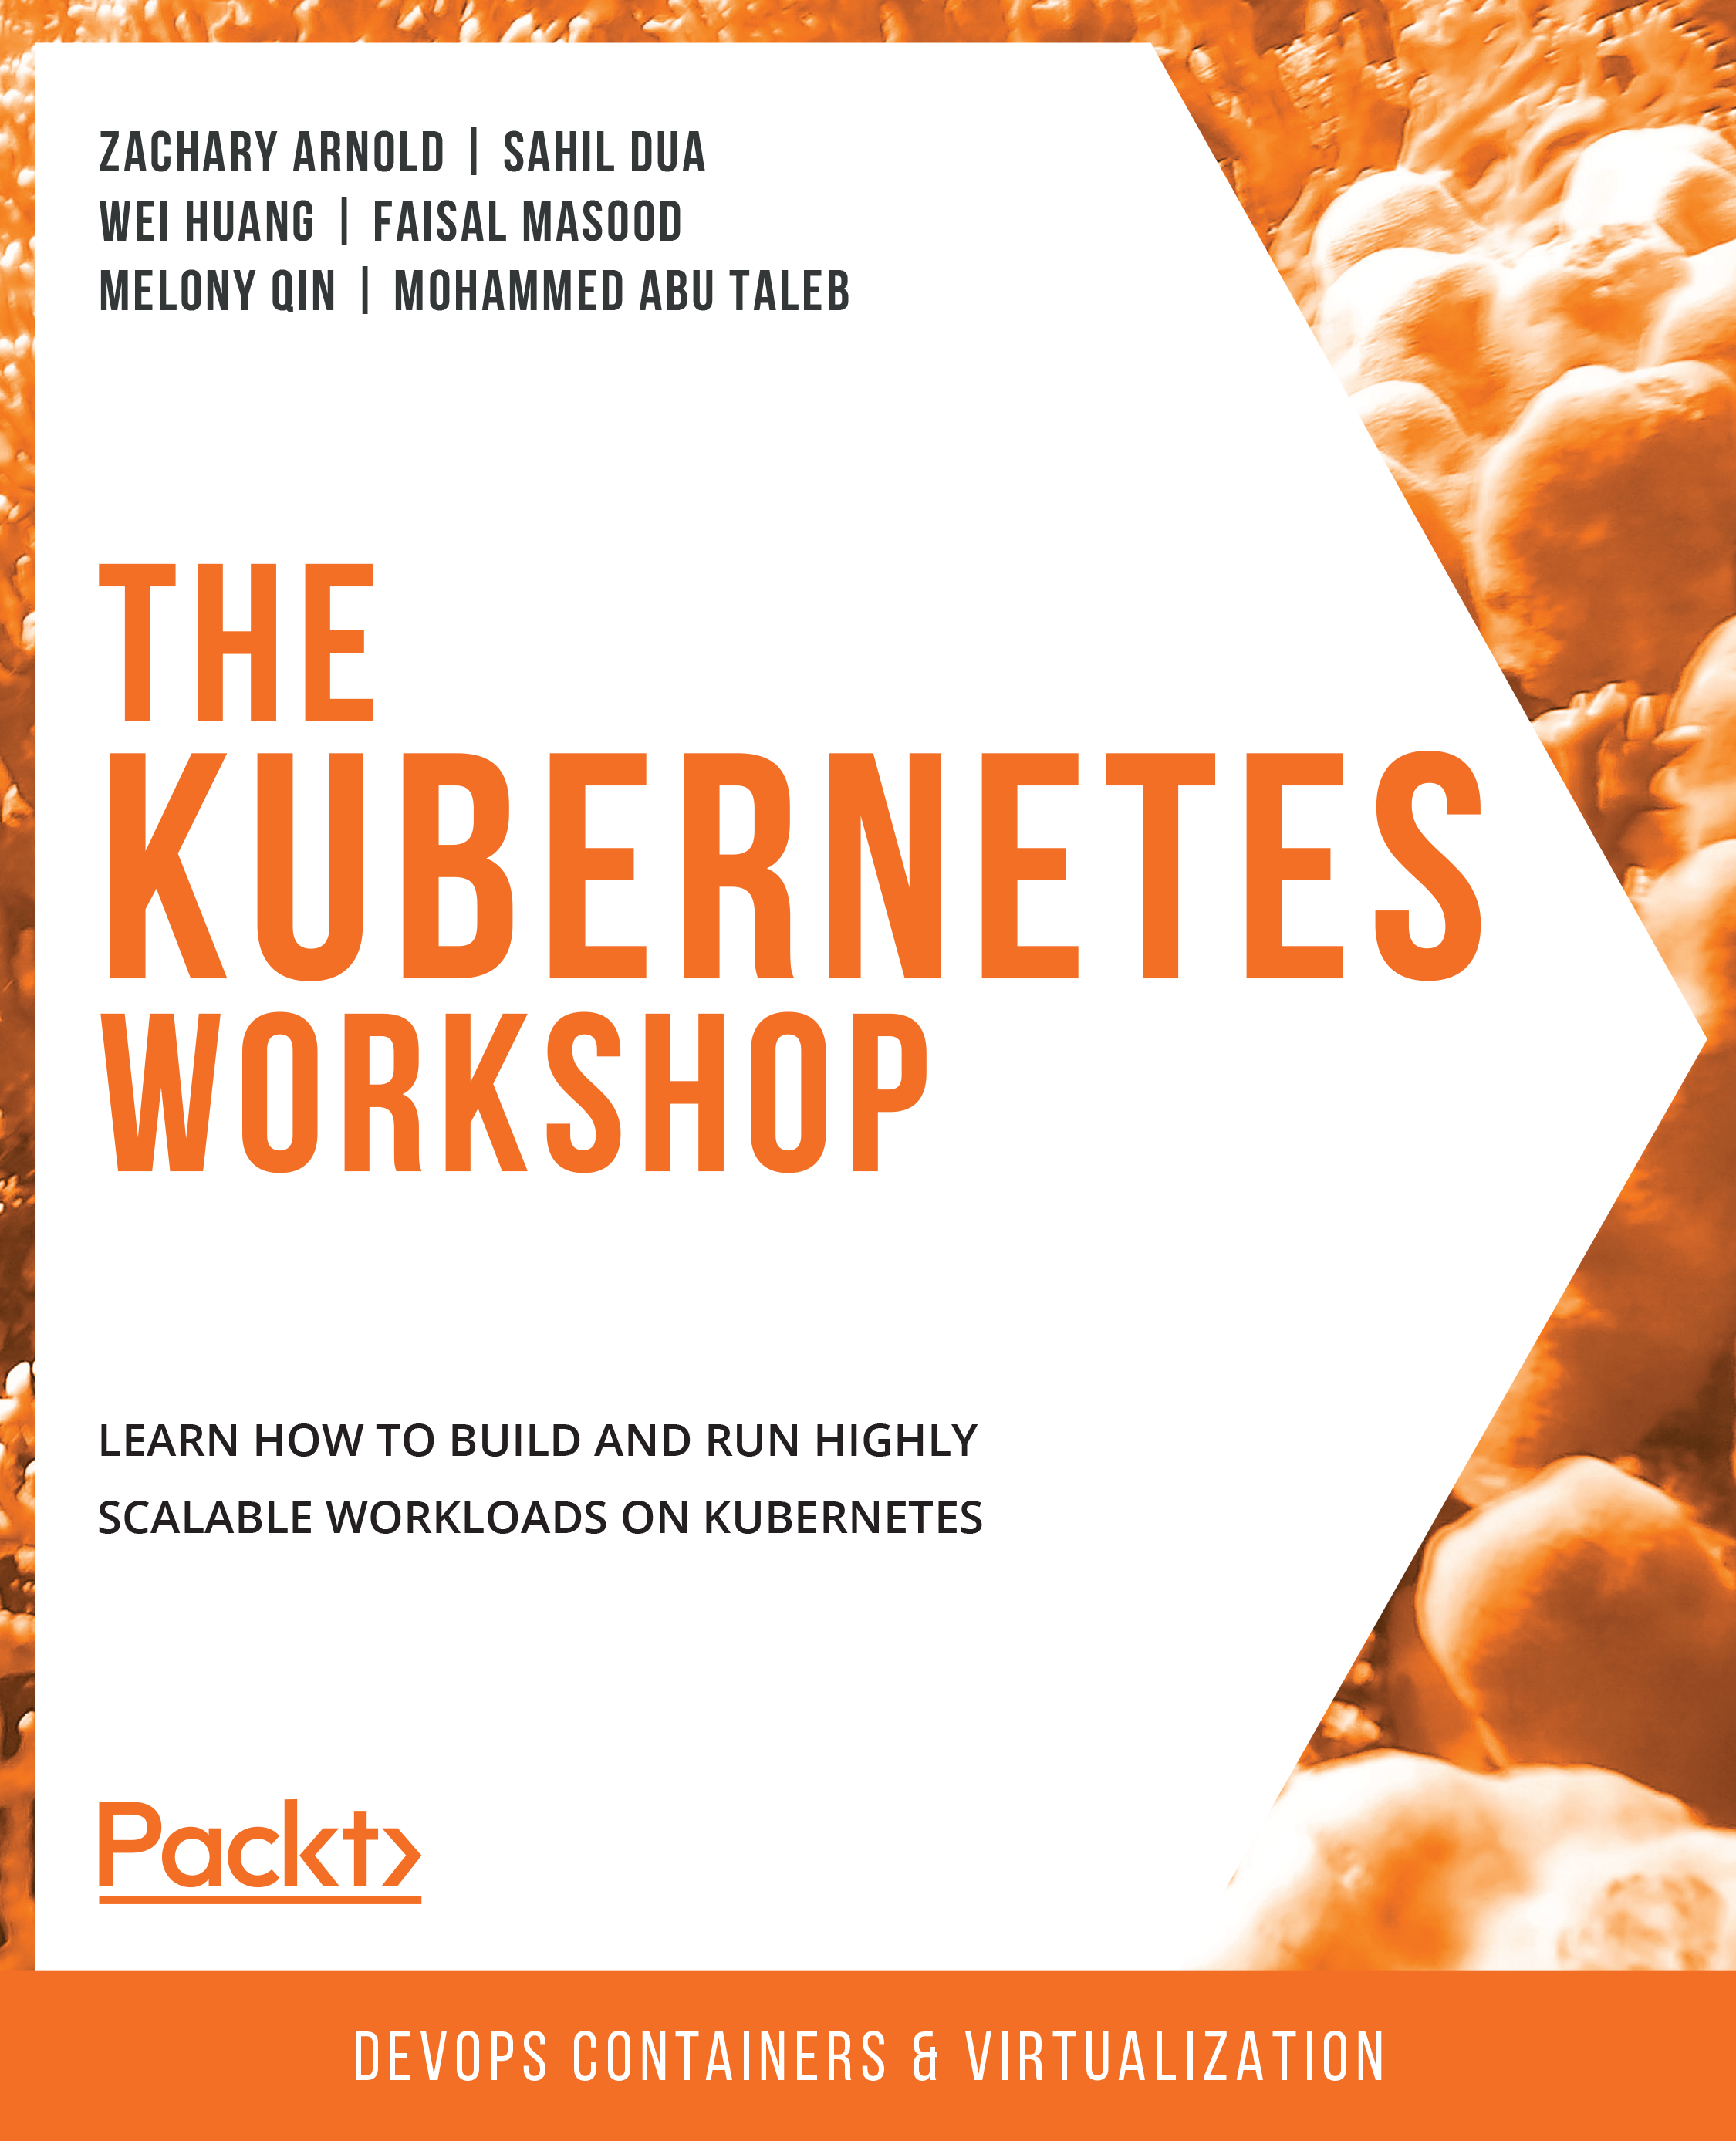 ZACHARY ARNOLD | SAHIL DUA
WEI HUANG | FAISAL MASOOD
MELONY QIN | MOHAMMED ABU TALEB
THE
KUBERNETES
WORKSHOP
LEARN HOW TO BUILD AND RUN HIGHLY
SCALABLE WORKLOADS ON KUBERNETES
Packt>
DEVOPS CONTAINERS & VIRTUALIZATION